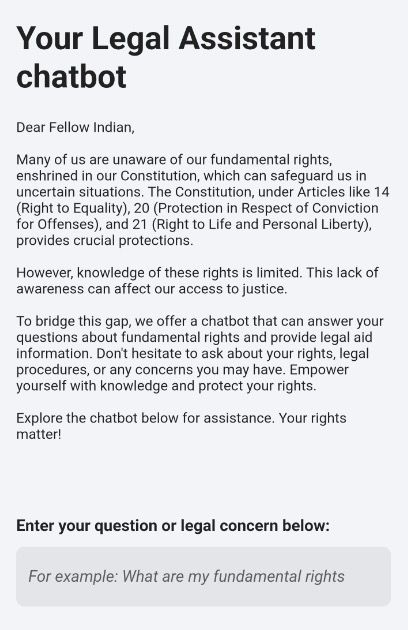 Your Legal Assistant
chatbot
Dear Fellow Indian,
Many of us are unaware of our fundamental rights,
enshrined in our Constitution, which can safeguard us in
uncertain situations. The Constitution, under Articles like 14
(Right to Equality), 20 (Protection in Respect of Conviction
for Offenses), and 21 (Right to Life and Personal Liberty),
provides crucial protections.
However, knowledge of these rights is limited. This lack of
awareness can affect our access to justice.
To bridge this gap, we offer a chatbot that can answer your
questions about fundamental rights and provide legal aid
information. Don't hesitate to ask about your rights, legal
procedures, or any concerns you may have. Empower
yourself with knowledge and protect your rights.
Explore the chatbot below for assistance. Your rights
matter!
Enter your question or legal concern below:
For example: What are my fundamental rights